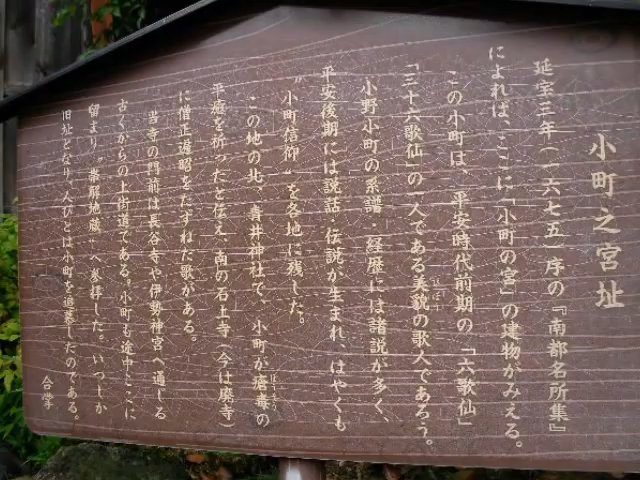 小町之宮址
延宝三年(一六七五)序の『南都名所集』
によれば、ここに「小町の宮」の建物がみえる。
この小町は、平安時代前期の「六歌仙」
「三十六歌仙」の一人である美貌の歌人であろう。
小野小町の系譜・経歴には諸説が多く、
平安後期には説話・伝説が生まれ、はやくも
"小町信仰"を各地に残した。
この地の北、井神社で、小町が瘡毒の
平癒を祈ったと伝え、南の石上寺(今は廃寺)
に僧正遍昭をたずねた歌がある。
当寺の門前は長谷寺や伊勢神宮へ通じる
古くからの上街道である。小町も途中ここに
留まり"帯解地蔵"へ参拝した。いつしか
旧址となり、人びとは小町を追慕したのである。
合掌